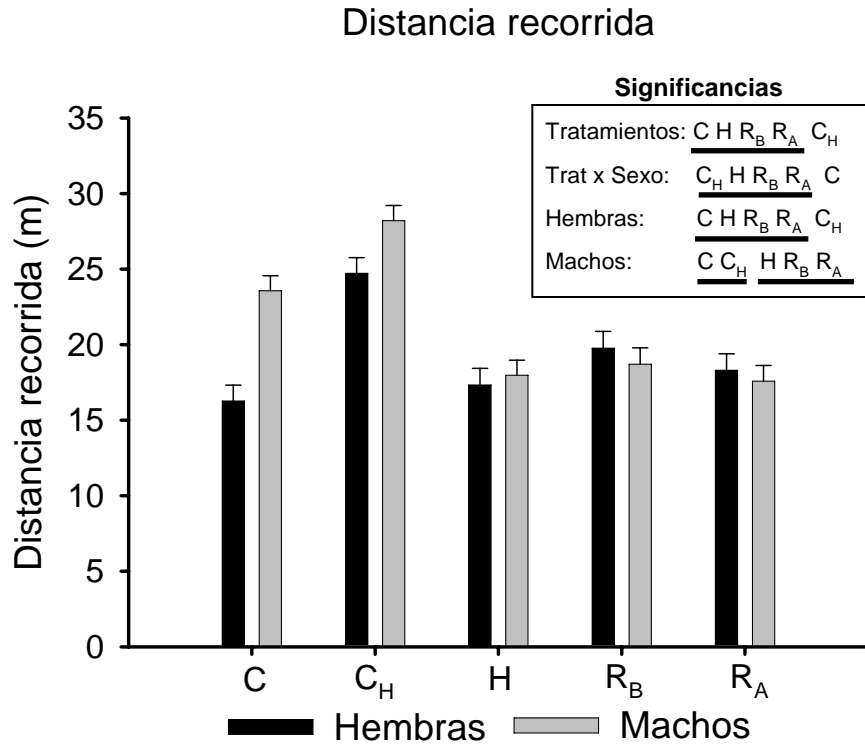 Distancia recorrida
Significancias
Tratamientos: C H R_B R_A C_H
Trat x Sexo: C_H H R_B R_A C
Hembras: C H R_B R_A C_H
Machos: C C_H H R_B R_A
Distancia recorrida (m)
35
30
25
20
15
10
5
0
C C_H H R_B R_A
Hembras Machos